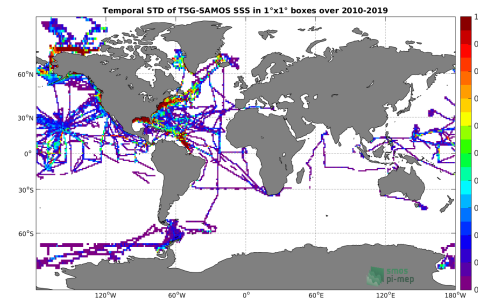 Temporal STD of TSG-SAMOS SSS in 1°x1° boxes over 2010-2019
60°N
30°N
0°
30°S
60°S
120°W
60°W
0°
60°E
120°E
180°W
pi-mep